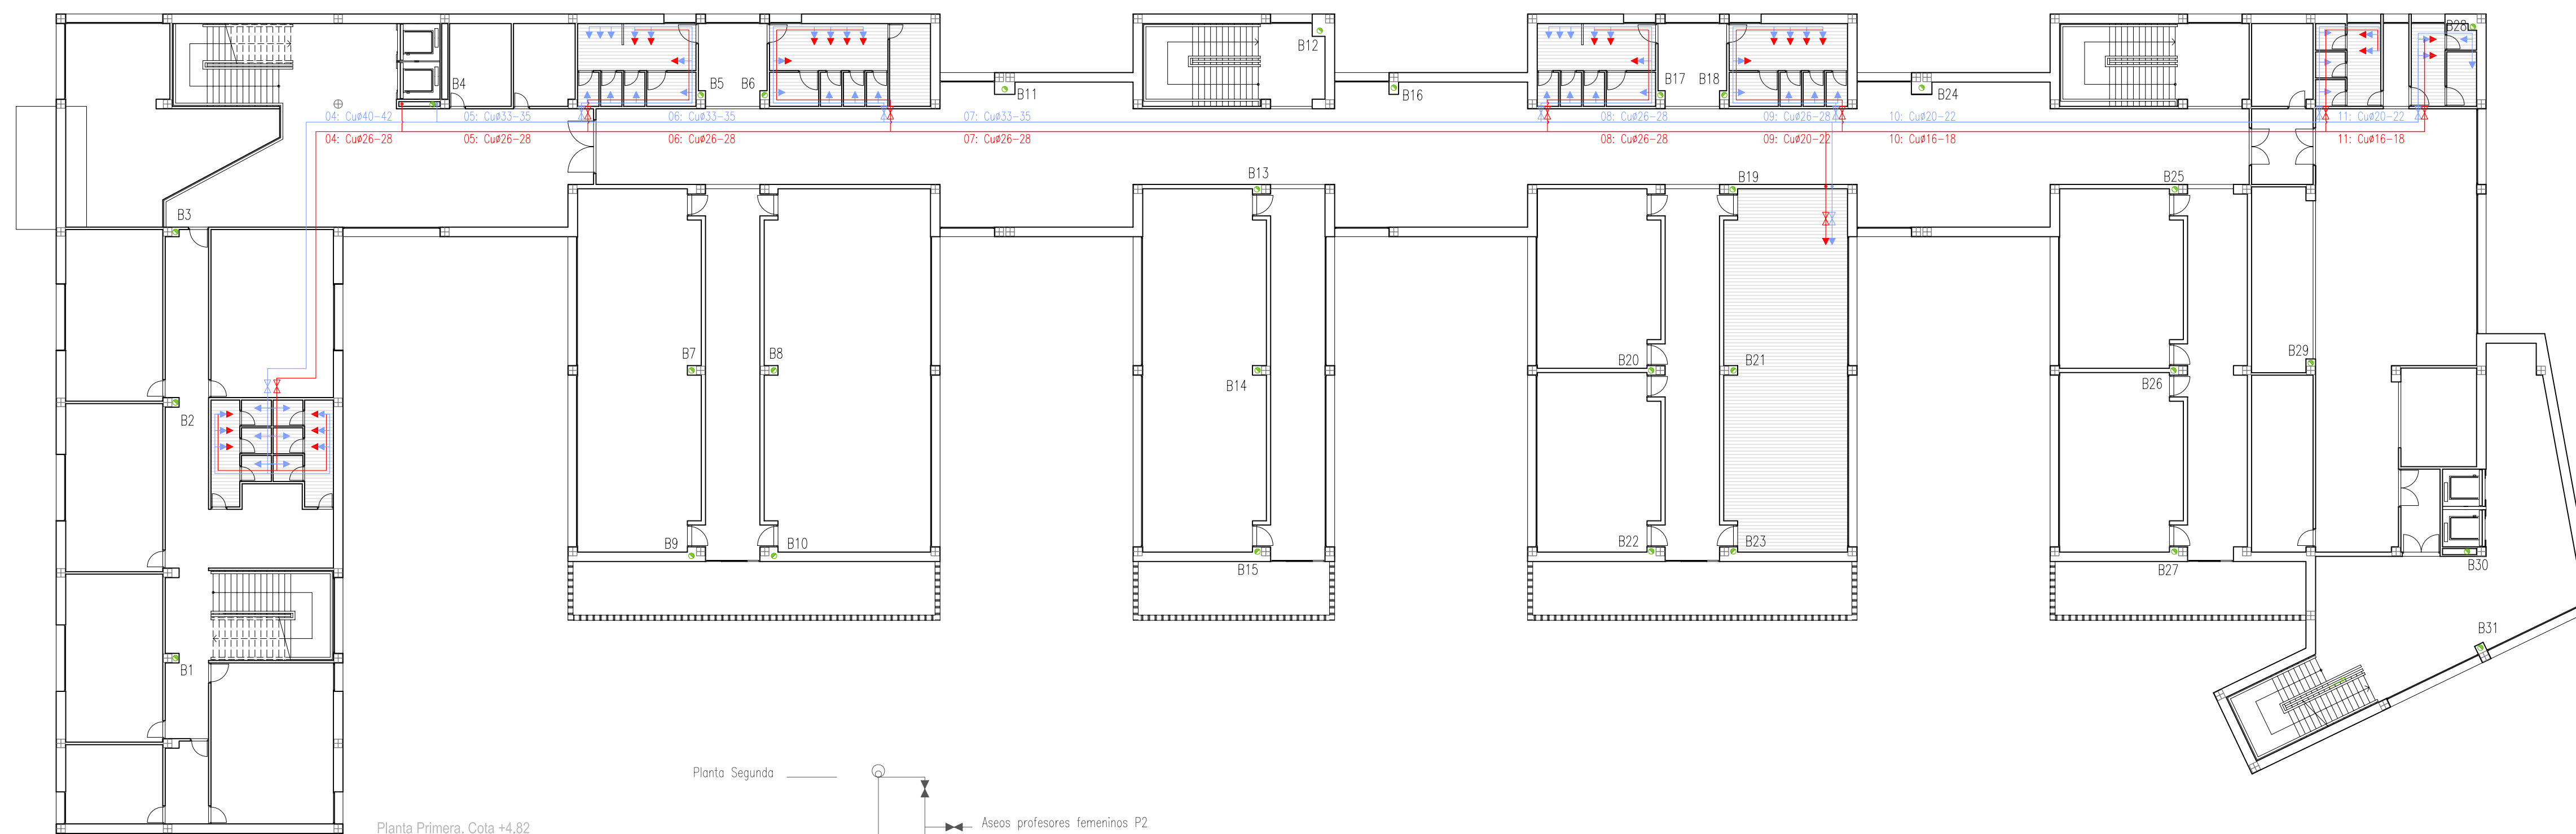 B28
B12
B4
B5
B6
B11
B16
B17
B18
B24
04: Cuø40-42
05: Cuø33-35
06: Cuø33-35
07: Cuø33-35
08: Cuø26-28
09: Cuø26-28
10: Cuø20-22
11: Cuø20-22
04: Cuø26-28
05: Cuø26-28
06: Cuø26-28
07: Cuø26-28
08: Cuø26-28
09: Cuø20-22
10: Cuø16-18
11: Cuø16-18
B13
B19
B25
B3
B7
B8
B14
B20
B21
B26
B29
B2
B9
B10
B15
B22
B23
B27
B30
B31
B1
Planta Segunda
Aseos profesores femeninos P2
Planta Primera. Cota +4.82